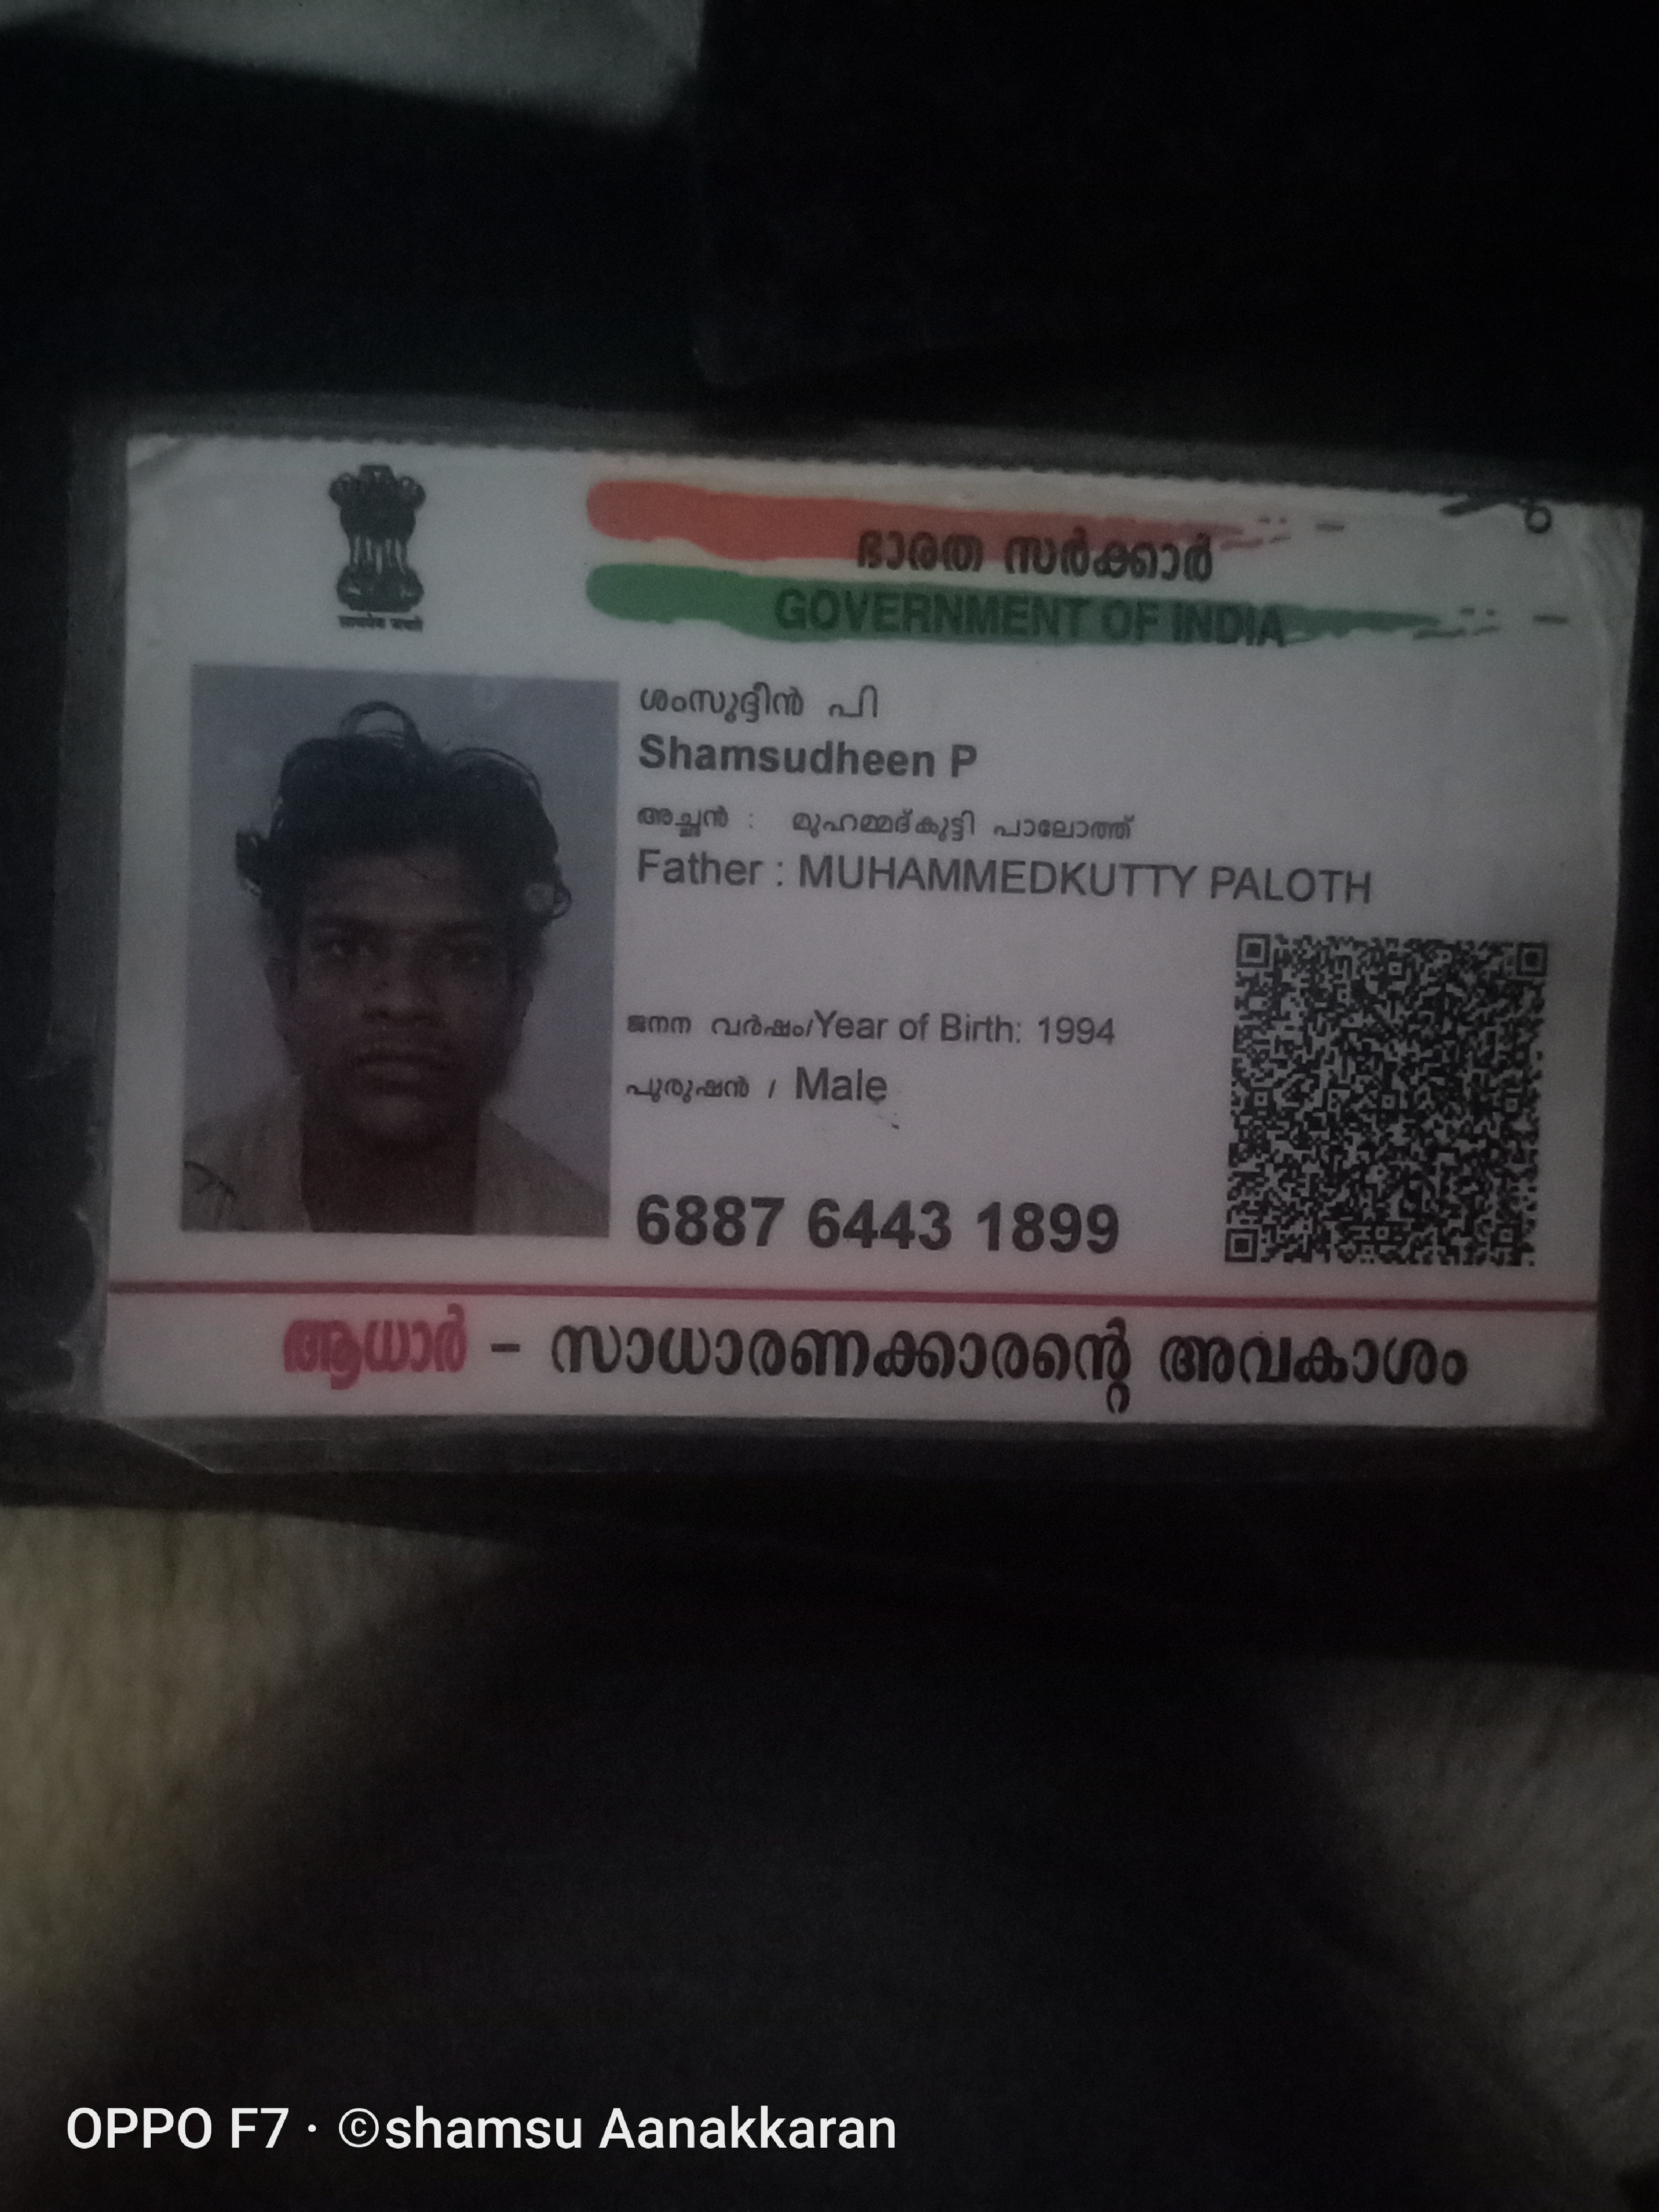 सत्यमेव जयते
ഭാരത സർക്കാർ
GOVERNMENT OF INDIA
ശംസുദ്ദീൻ പി
Shamsudheen P
അച്ഛൻ : മുഹമ്മദ്കുട്ടി പാലോത്ത്
Father : MUHAMMEDKUTTY PALOTH
ജനന വർഷം/Year of Birth: 1994
പുരുഷൻ / Male
6887 6443 1899
ആധാർ - സാധാരണക്കാരന്റെ അവകാശം
OPPO F7 · ©shamsu Aanakkaran